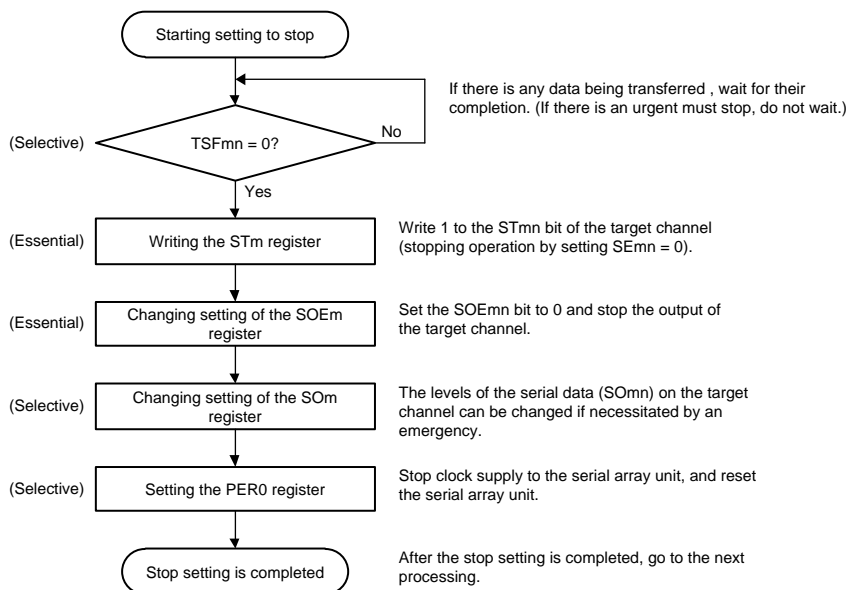 Starting setting to stop
If there is any data being transferred , wait for their
completion. (If there is an urgent must stop, do not wait.)
(Selective)
TSFmn = 0?
No
Yes
(Essential)
Writing the STm register
Write 1 to the STmn bit of the target channel
(stopping operation by setting SEmn = 0).
(Essential)
Changing setting of the SOEm
register
Set the SOEmn bit to 0 and stop the output of
the target channel.
(Selective)
Changing setting of the SOm
register
The levels of the serial data (SOmn) on the target
channel can be changed if necessitated by an
emergency.
(Selective)
Setting the PER0 register
Stop clock supply to the serial array unit, and reset
the serial array unit.
Stop setting is completed
After the stop setting is completed, go to the next
processing.